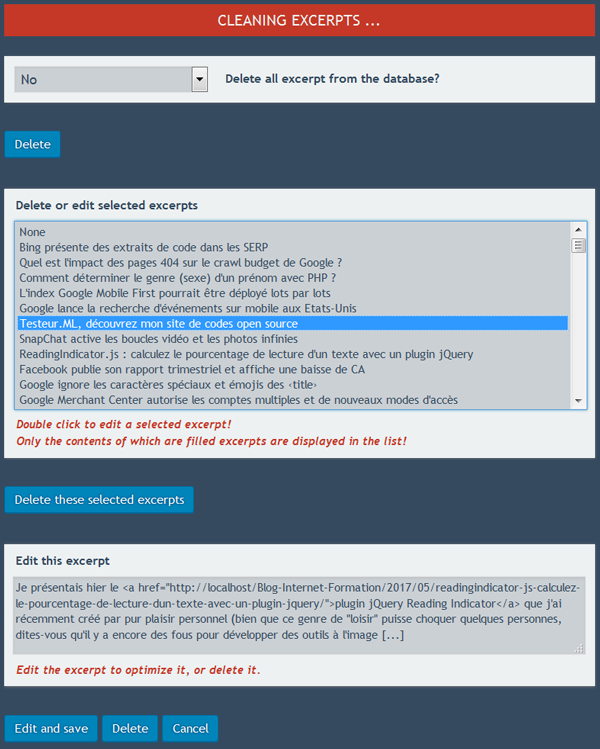 CLEANING EXCERPTS ...
No
Delete all excerpt from the database?
Delete
Delete or edit selected excerpts
None
Bing présente des extraits de code dans les SERP
Quel est l'impact des pages 404 sur le crawl budget de Google ?
Comment déterminer le genre (sexe) d'un prénom avec PHP ?
L'index Google Mobile First pourrait être déployé lots par lots
Google lance la recherche d'événements sur mobile aux Etats-Unis
Testeur.ML, découvrez mon site de codes open source
SnapChat active les boucles vidéo et les photos infinies
ReadingIndicator.js : calculez le pourcentage de lecture d'un texte avec un plugin jQuery
Facebook publie son rapport trimestriel et affiche une baisse de CA
Google ignore les caractères spéciaux et émojis des ‹title›
Google Merchant Center autorise les comptes multiples et de nouveaux modes d'accès
Double click to edit a selected excerpt!
Only the contents of which are filled excerpts are displayed in the list!
Delete these selected excerpts
Edit this excerpt
Je présentais hier le <a href="http://localhost/Blog-Internet-Formation/2017/05/readingindicator-js-calculez-
le-pourcentage-de-lecture-dun-texte-avec-un-plugin-jquery/">plugin jQuery Reading Indicator</a> que j'ai
récemment créé par pur plaisir personnel (bien que ce genre de "loisir" puisse choquer quelques personnes,
dites-vous qu'il y a encore des fous pour développer des outils à l'image [...]
Edit the excerpt to optimize it, or delete it.
Edit and save
Delete
Cancel